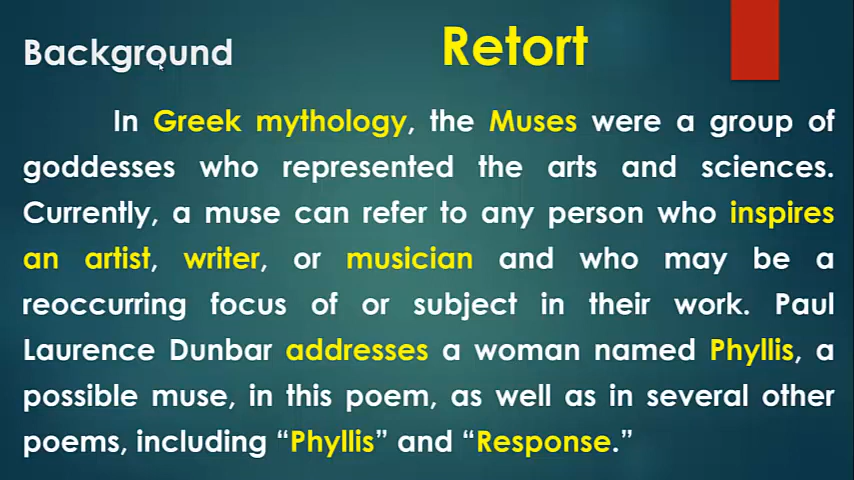 Background
Retort
In Greek mythology, the Muses were a group of
goddesses who represented the arts and sciences.
Currently, a muse can refer to any person who inspires
an artist, writer, or musician and who may be a
reoccurring focus of or subject in their work. Paul
Laurence Dunbar addresses a woman named Phyllis, a
possible muse, in this poem, as well as in several other
poems, including “Phyllis” and “Response.”